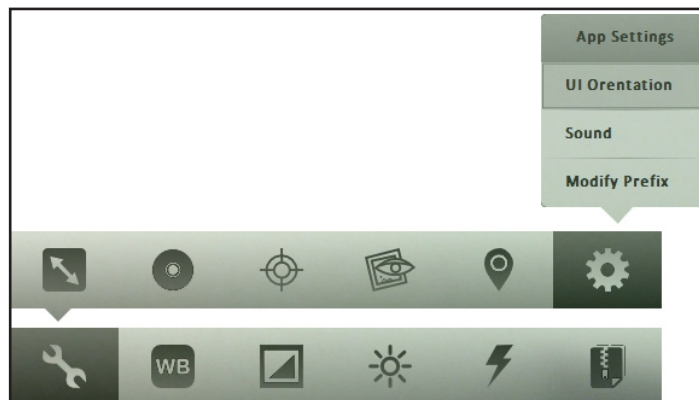 App Settings
UI Orentation
Sound
Modify Prefix
WB